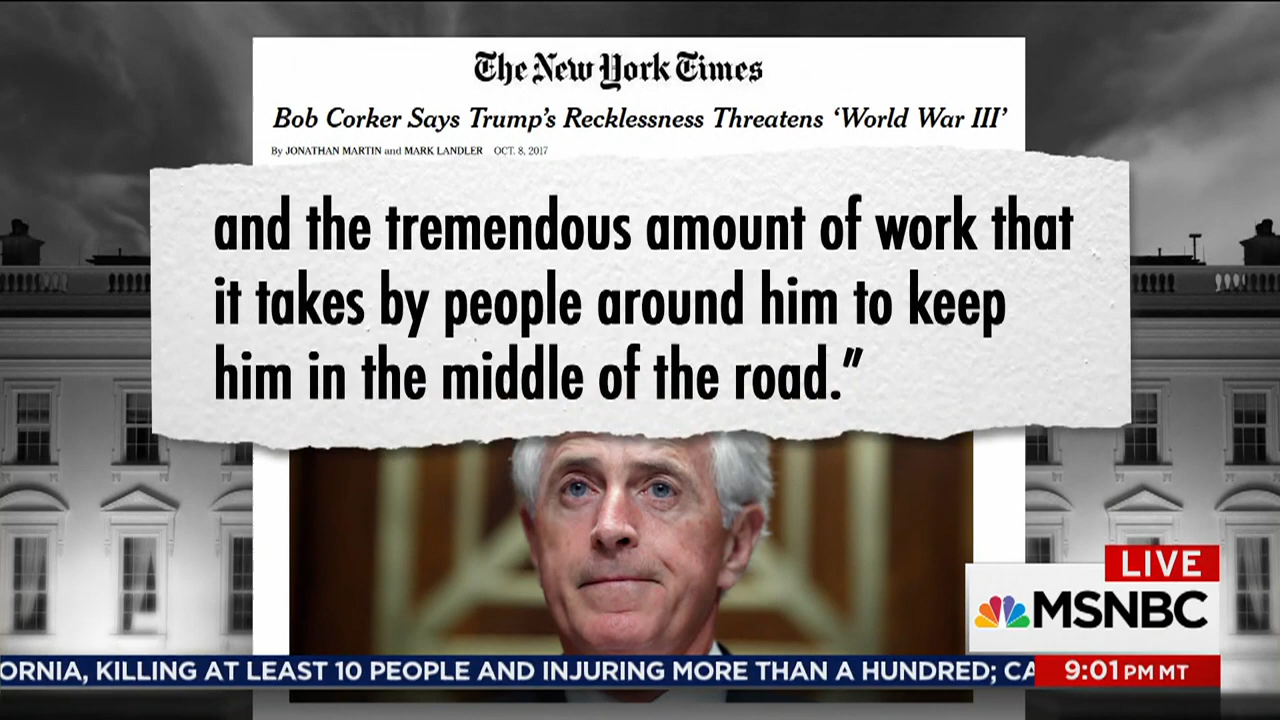 The New York Times
Bob Corker Says Trump's Recklessness Threatens ‘World War III’
By JONATHAN MARTIN and MARK LANDLER OCT. 8, 2017
and the tremendous amount of work that
it takes by people around him to keep
him in the middle of the road.”
LIVE
MSNBC
ORNIA, KILLING AT LEAST 10 PEOPLE AND INJURING MORE THAN A HUNDRED; CA
9:01 PM MT